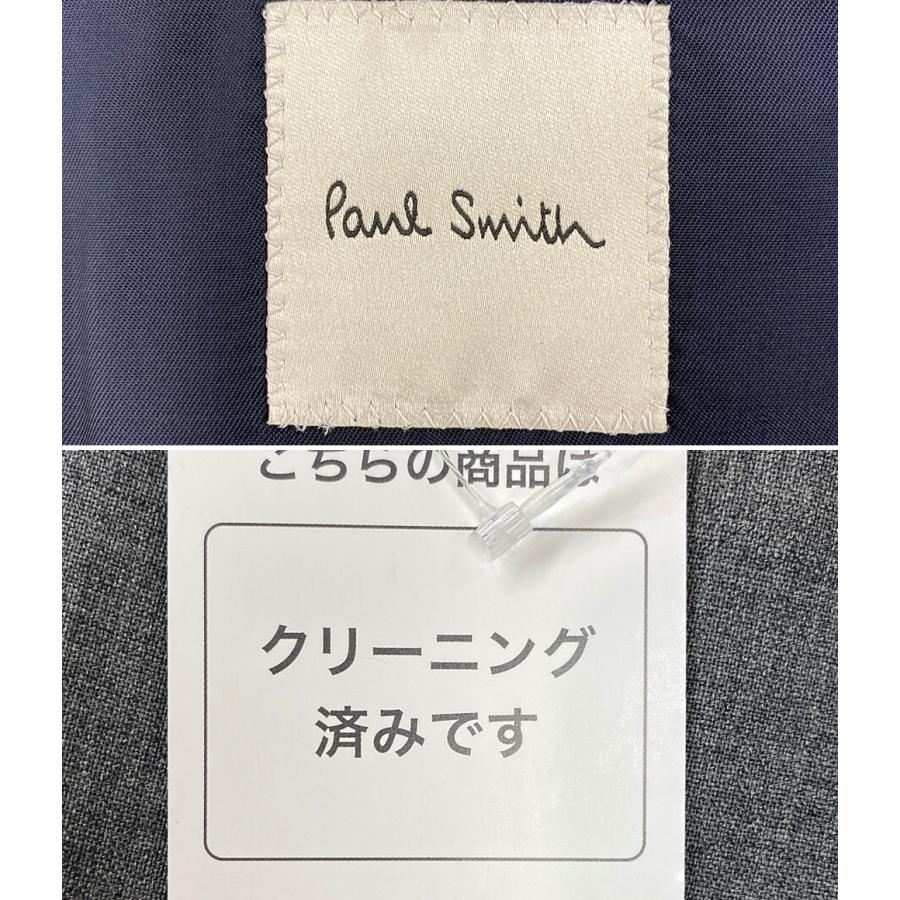 Paul Smith
こちらの商品は
クリーニング
済みです